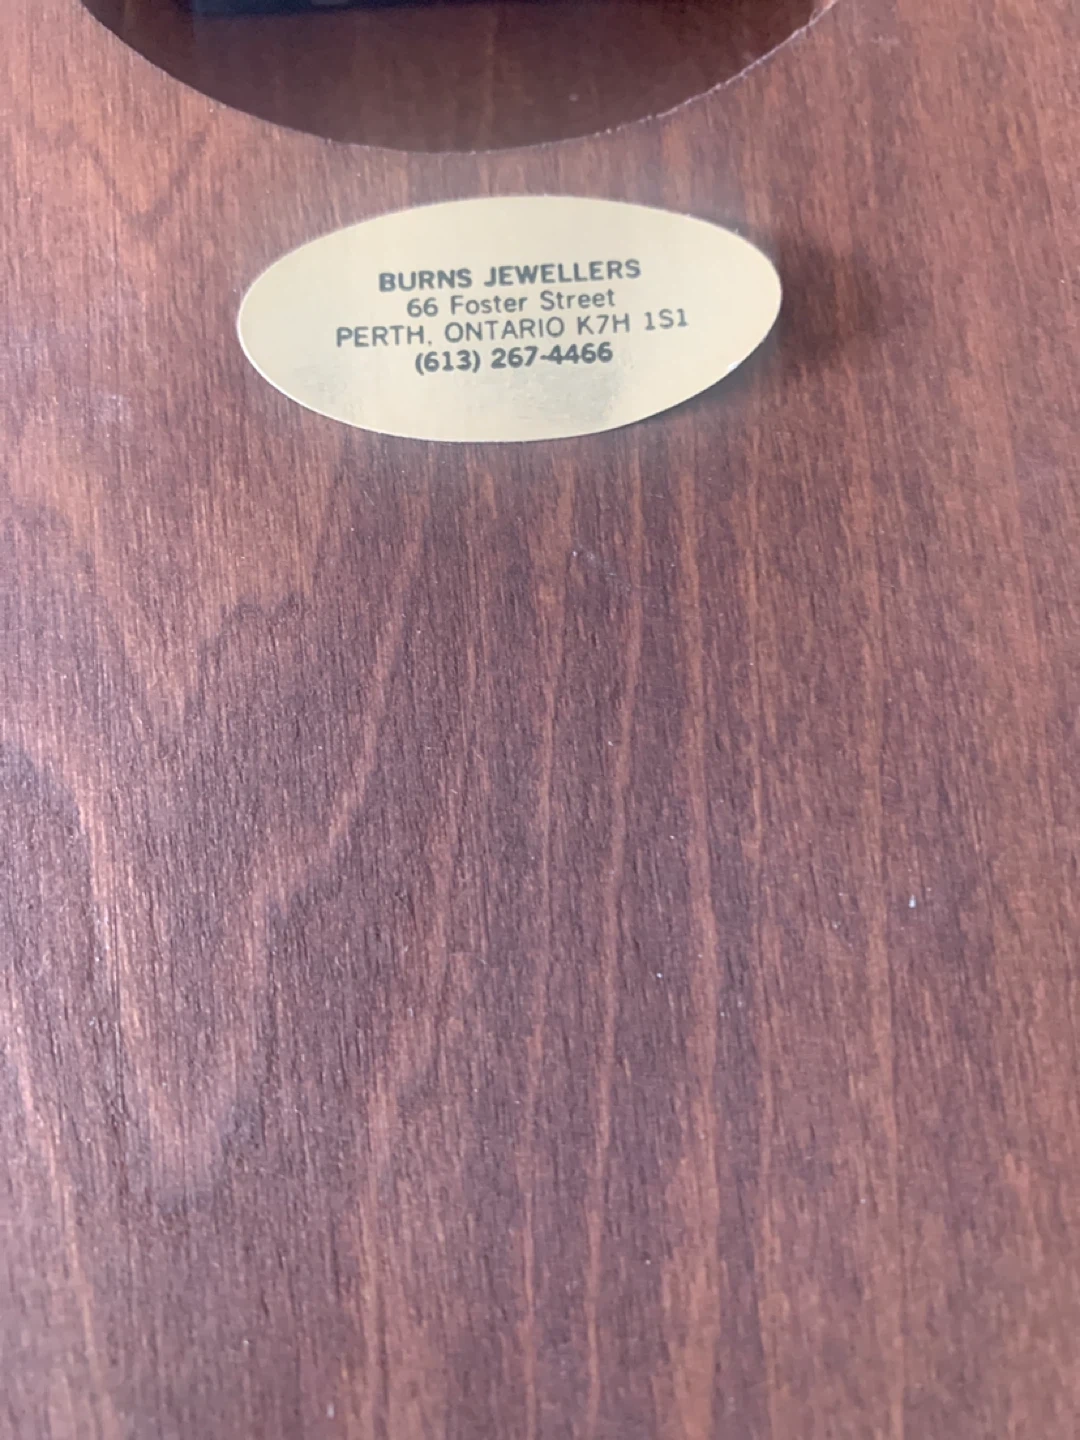 BURNS JEWELLERS
66 Foster Street
PERTH, ONTARIO K7H 1S1
(613) 267-4466